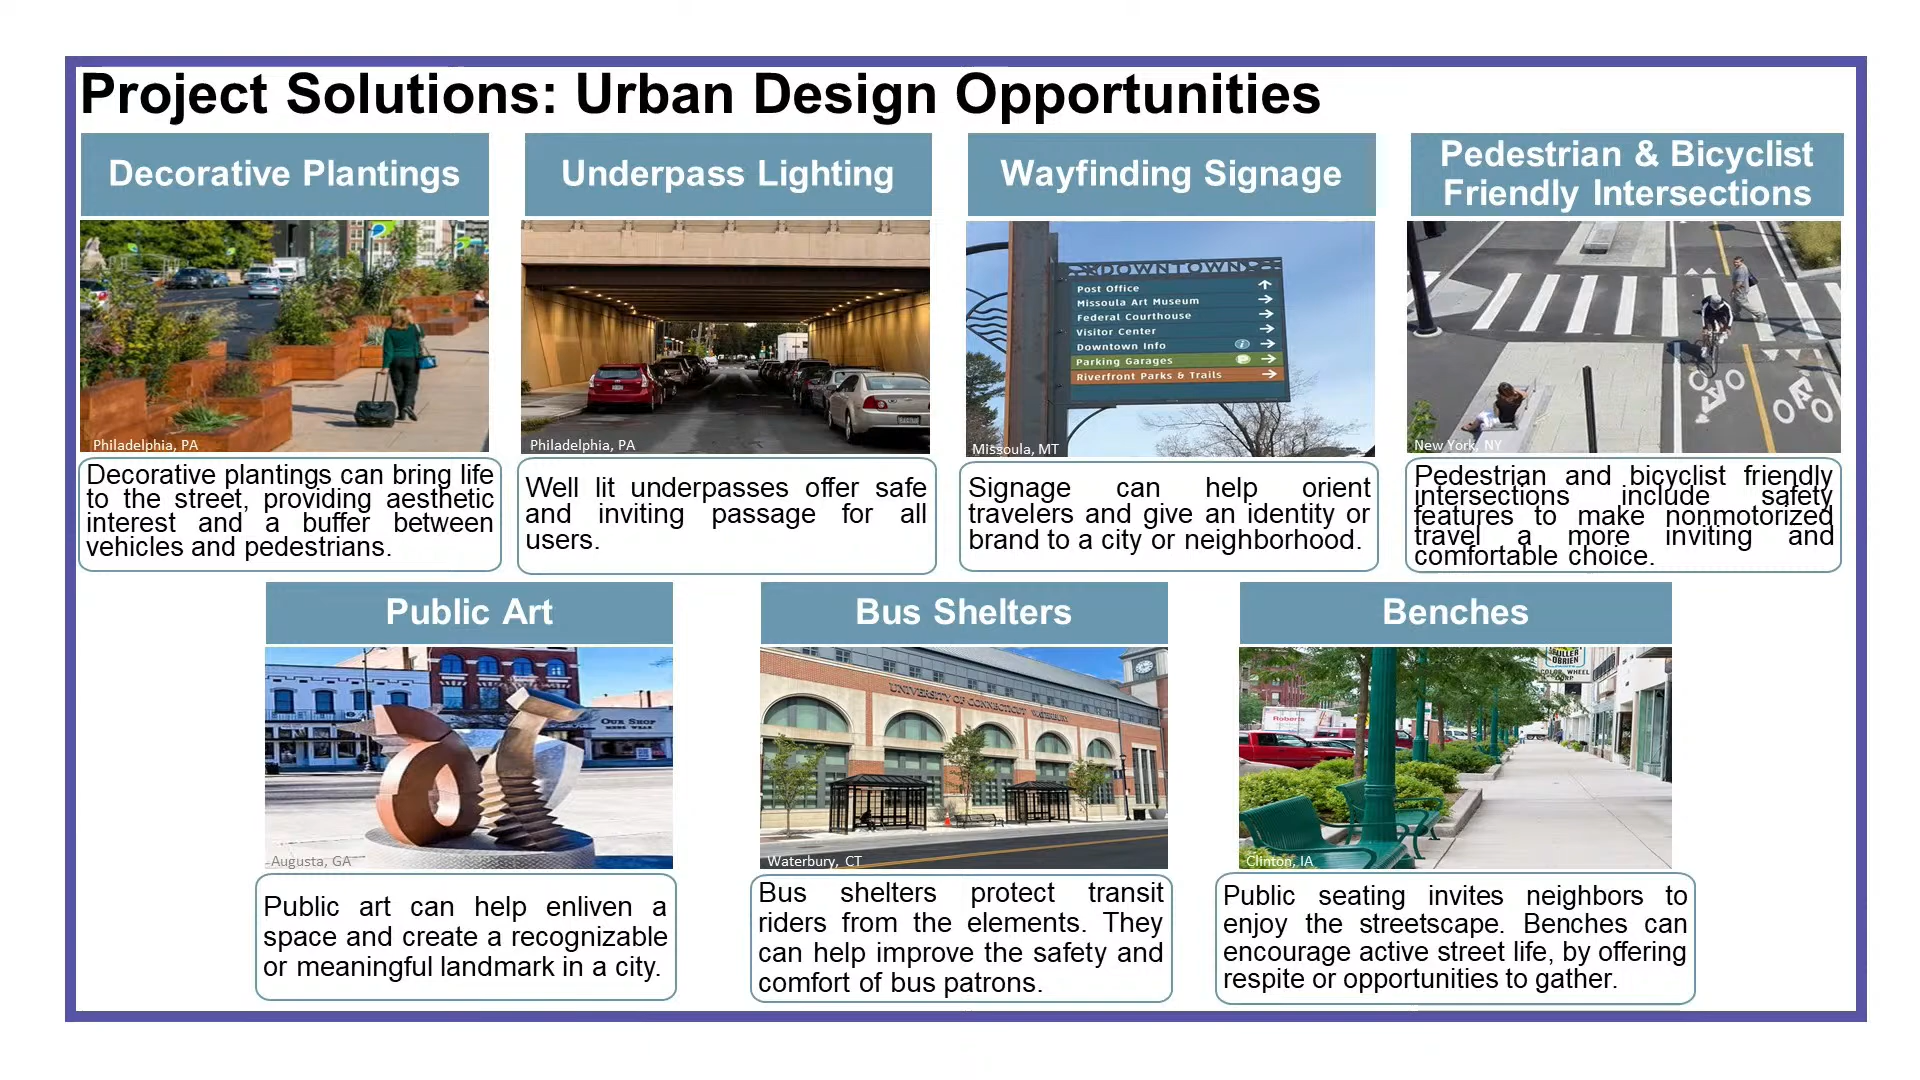 Project Solutions: Urban Design Opportunities
Decorative Plantings
Philadelphia, PA
Decorative plantings can bring life
to the street, providing aesthetic
interest and a buffer between
vehicles and pedestrians.
Underpass Lighting
Philadelphia, PA
Well lit underpasses offer safe
and inviting passage for all
users.
Wayfinding Signage
DOWNTOWN
Post Office
Missoula Art Museum
Federal Courthouse
Visitor Center
Downtown Info
Parking Garages
Riverfront Parks & Trails
Missoula, MT
Signage can help orient
travelers and give an identity or
brand to a city or neighborhood.
Pedestrian & Bicyclist
Friendly Intersections
New York, NY
Pedestrian and bicyclist friendly
intersections include safety
features to make nonmotorized
travel a more inviting and
comfortable choice.
Public Art
OUR SHOP
Augusta, GA
Public art can help enliven a
space and create a recognizable
or meaningful landmark in a city.
Bus Shelters
UNIVERSITY OF CONNECTICUT WATERBURY
Waterbury, CT
Bus shelters protect transit
riders from the elements. They
can help improve the safety and
comfort of bus patrons.
Benches
FULLER
OBRIEN
COLOR WHEEL
CORP
Roberts
Clinton, IA
Public seating invites neighbors to
enjoy the streetscape. Benches can
encourage active street life, by offering
respite or opportunities to gather.